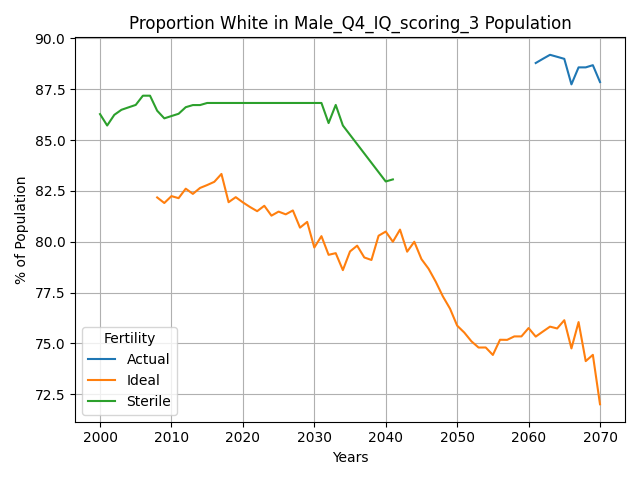 Proportion White in Male_Q4_IQ_scoring_3 Population
% of Population
90.0
87.5
85.0
82.5
80.0
77.5
75.0
72.5
Fertility
Actual
Ideal
Sterile
2000 2010 2020 2030 2040 2050 2060 2070
Years